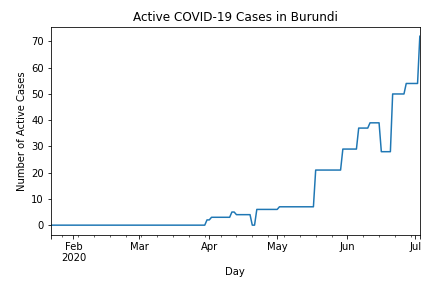 Active COVID-19 Cases in Burundi
Number of Active Cases
70
60
50
40
30
20
10
0
Feb Mar Apr May Jun Jul
2020
Day